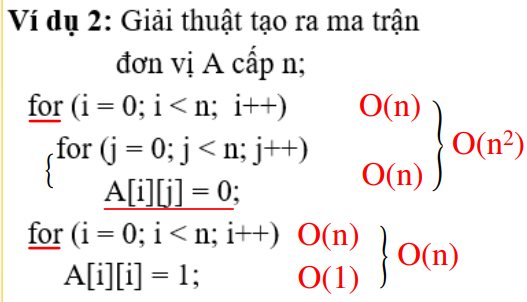 Ví dụ 2: Giải thuật tạo ra ma trận
đơn vị A cấp n;
for (i = 0; i < n; i++) O(n)
for (j = 0; j < n; j++) O(n²)
A[i][j] = 0; O(n)
for (i = 0; i < n; i++) O(n)
A[i][i] = 1; O(1) O(n)